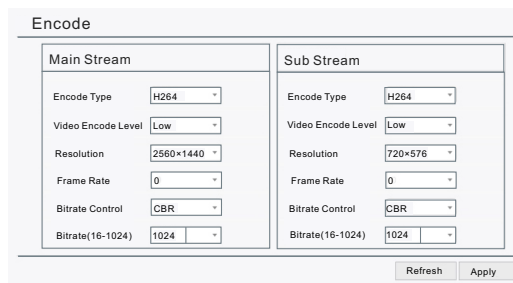 Encode
Main Stream
Encode Type H264
Video Encode Level Low
Resolution 2560×1440
Frame Rate 0
Bitrate Control CBR
Bitrate(16-1024) 1024
Sub Stream
Encode Type H264
Video Encode Level Low
Resolution 720×576
Frame Rate 0
Bitrate Control CBR
Bitrate(16-1024) 1024
Refresh Apply